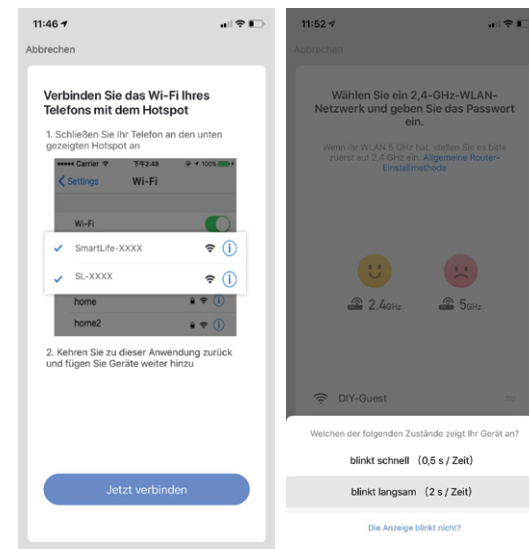 11:46
Abbrechen
Verbinden Sie das Wi-Fi Ihres
Telefons mit dem Hotspot
1. Schließen Sie Ihr Telefon an den unten
gezeigten Hotspot an
Carrier 下午2:48 100%
Settings Wi-Fi
Wi-Fi
SmartLife-XXXX
SL-XXXX
home
home2
2. Kehren Sie zu dieser Anwendung zurück
und fügen Sie Geräte weiter hinzu
Jetzt verbinden
11:52
Abbrechen
Wählen Sie ein 2,4-GHz-WLAN-
Netzwerk und geben Sie das Passwort
ein.
Wenn Ihr WLAN 5 GHz hat, stellen Sie es bitte
zuerst auf 2,4 GHz ein. Allgemeine Router-
Einstellmethode
2.4GHz 5GHz
DIY-Guest
Welchen der folgenden Zustände zeigt Ihr Gerät an?
blinkt schnell (0,5 s / Zeit)
blinkt langsam (2 s / Zeit)
Die Anzeige blinkt nicht?